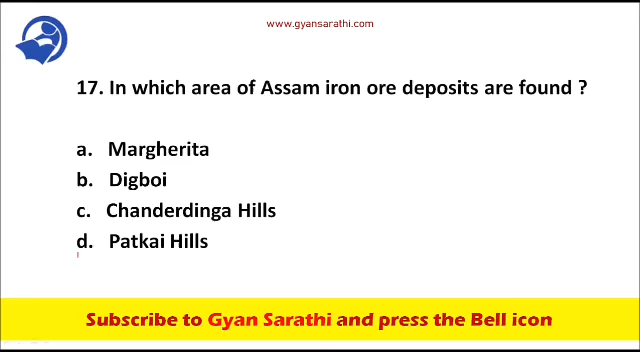 www.gyansarathi.com
17. In which area of Assam iron ore deposits are found ?
a. Margherita
b. Digboi
c. Chanderdinga Hills
d. Patkai Hills
Subscribe to Gyan Sarathi and press the Bell icon